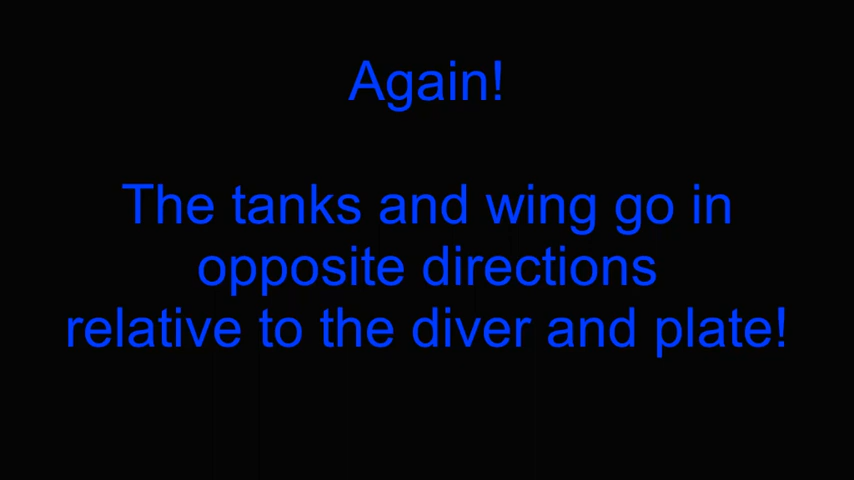 Again!
The tanks and wing go in
opposite directions
relative to the diver and plate!